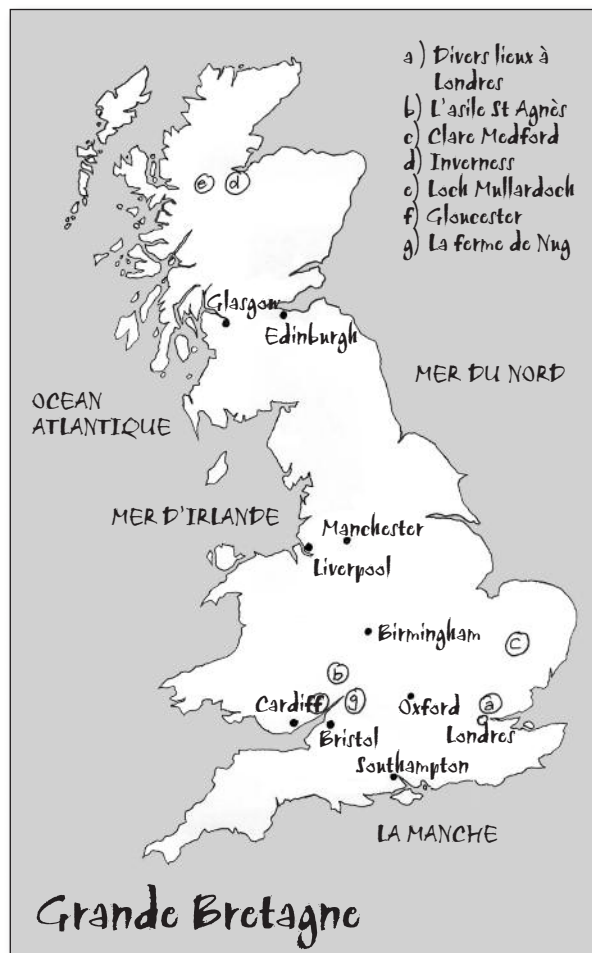 a) Divers lieux à
Londres
b) L'asile St Agnès
c) Clare Medford
d) Inverness
e) Loch Mullardoch
f) Gloucester
g) La ferme de Nug
e
d
Glasgow
Edinburgh
MER DU NORD
OCEAN
ATLANTIQUE
MER D'IRLANDE
Manchester
Liverpool
Birmingham
c
b
Cardiff
g
Oxford
a
Bristol
Londres
Southampton
LA MANCHE
Grande Bretagne